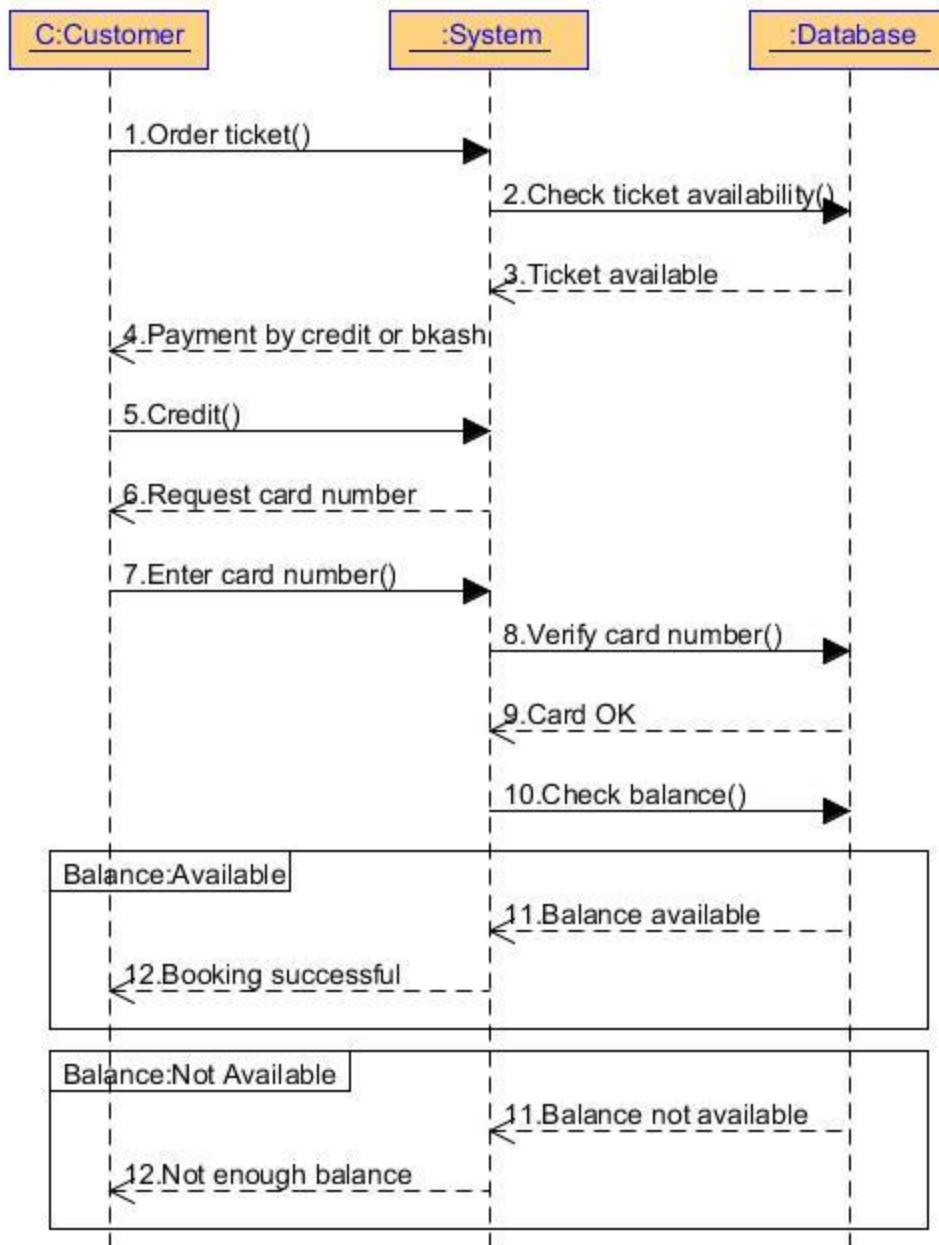 C:Customer
:System
:Database
1.Order ticket()
2.Check ticket availability()
3.Ticket available
4.Payment by credit or bkash
5.Credit()
6.Request card number
7.Enter card number()
8.Verify card number()
9.Card OK
10.Check balance()
Balance:Available
11.Balance available
12.Booking successful
Balance:Not Available
11.Balance not available
12.Not enough balance